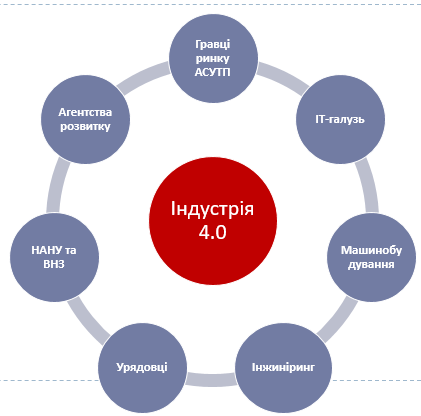 Гравці
ринку
АСУТП
Агентства
розвитку
ІТ-галузь
Індустрія
4.0
НАНУ та
ВНЗ
Машинобу
дування
Урядовці
Інжиніринг